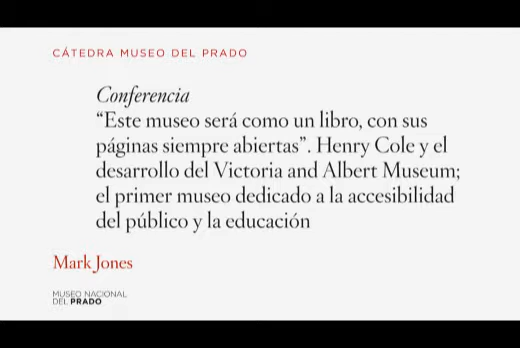 CÁTEDRA MUSEO DEL PRADO
Conferencia
“Este museo será como un libro, con sus
páginas siempre abiertas”. Henry Cole y el
desarrollo del Victoria and Albert Museum;
el primer museo dedicado a la accesibilidad
del público y la educación
Mark Jones
MUSEO NACIONAL
DEL PRADO